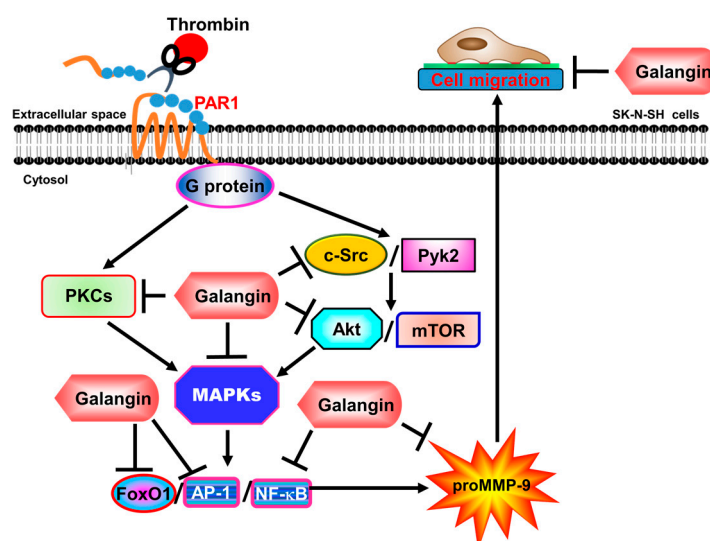 Thrombin
PAR1
Cell migration
Galangin
Extracellular space
SK-N-SH cells
Cytosol
G protein
c-Src
/
Pyk2
PKCs
Galangin
Akt
/
mTOR
MAPKs
Galangin
Galangin
FoxO1
/
AP-1
/
NF-κB
proMMP-9